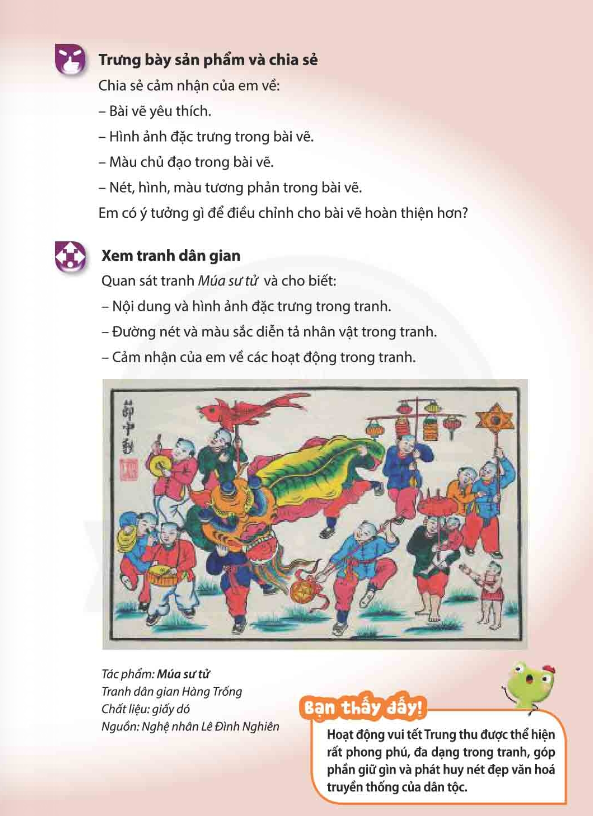 Trưng bày sản phẩm và chia sẻ
Chia sẻ cảm nhận của em về:
– Bài vẽ yêu thích.
– Hình ảnh đặc trưng trong bài vẽ.
– Màu chủ đạo trong bài vẽ.
– Nét, hình, màu tương phản trong bài vẽ.
Em có ý tưởng gì để điều chỉnh cho bài vẽ hoàn thiện hơn?
Xem tranh dân gian
Quan sát tranh Múa sư tử và cho biết:
– Nội dung và hình ảnh đặc trưng trong tranh.
– Đường nét và màu sắc diễn tả nhân vật trong tranh.
– Cảm nhận của em về các hoạt động trong tranh.
Tác phẩm: Múa sư tử
Tranh dân gian Hàng Trống
Chất liệu: giấy dó
Nguồn: Nghệ nhân Lê Đình Nghiên
Bạn thấy đấy!
Hoạt động vui tết Trung thu được thể hiện
rất phong phú, đa dạng trong tranh, góp
phần giữ gìn và phát huy nét đẹp văn hoá
truyền thống của dân tộc.